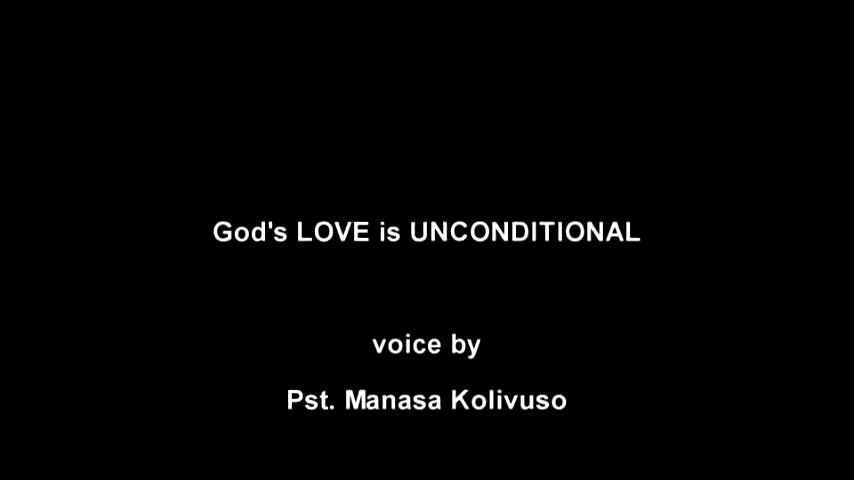 God's LOVE is UNCONDITIONAL
voice by
Pst. Manasa Kolivuso